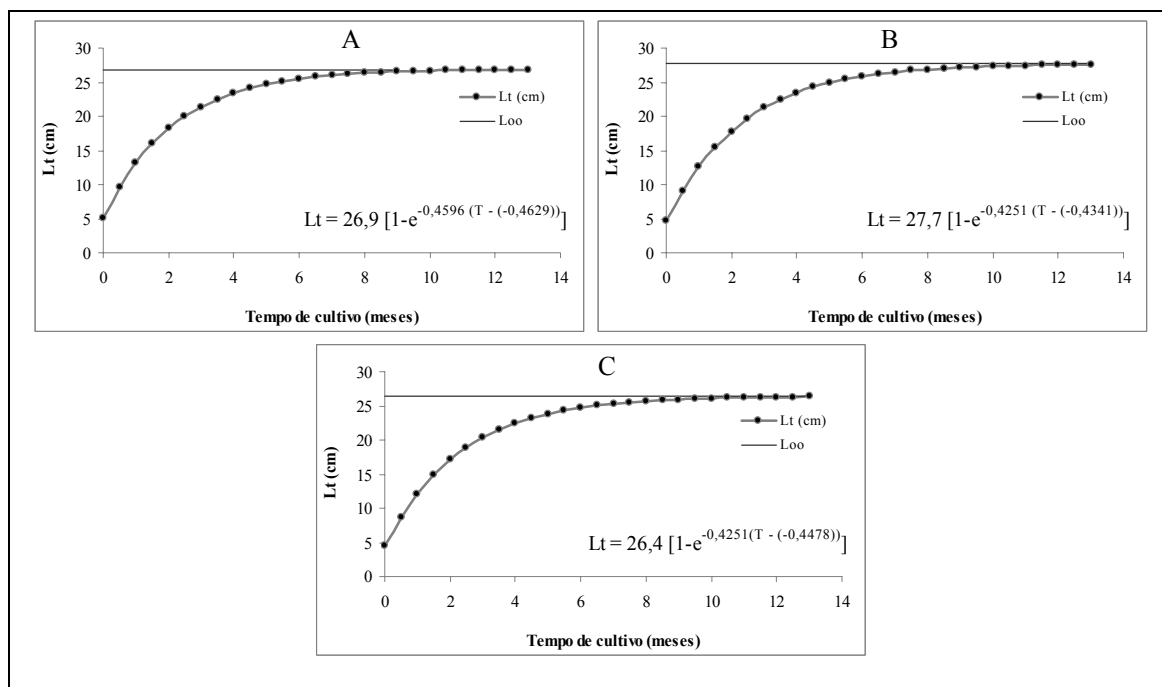 A
30
25
20
15
10
5
0
Lt (cm)
Lt (cm)
Loo
Lt = 26,9 [1-e-0,4596 (T - (-0,4629))]
0 2 4 6 8 10 12 14
Tempo de cultivo (meses)
B
30
25
20
15
10
5
0
Lt (cm)
Lt (cm)
Loo
Lt = 27,7 [1-e-0,4251 (T - (-0,4341))]
0 2 4 6 8 10 12 14
Tempo de cultivo (meses)
C
30
25
20
15
10
5
0
Lt (cm)
Lt (cm)
Loo
Lt = 26,4 [1-e-0,4251(T - (-0,4478))]
0 2 4 6 8 10 12 14
Tempo de cultivo (meses)